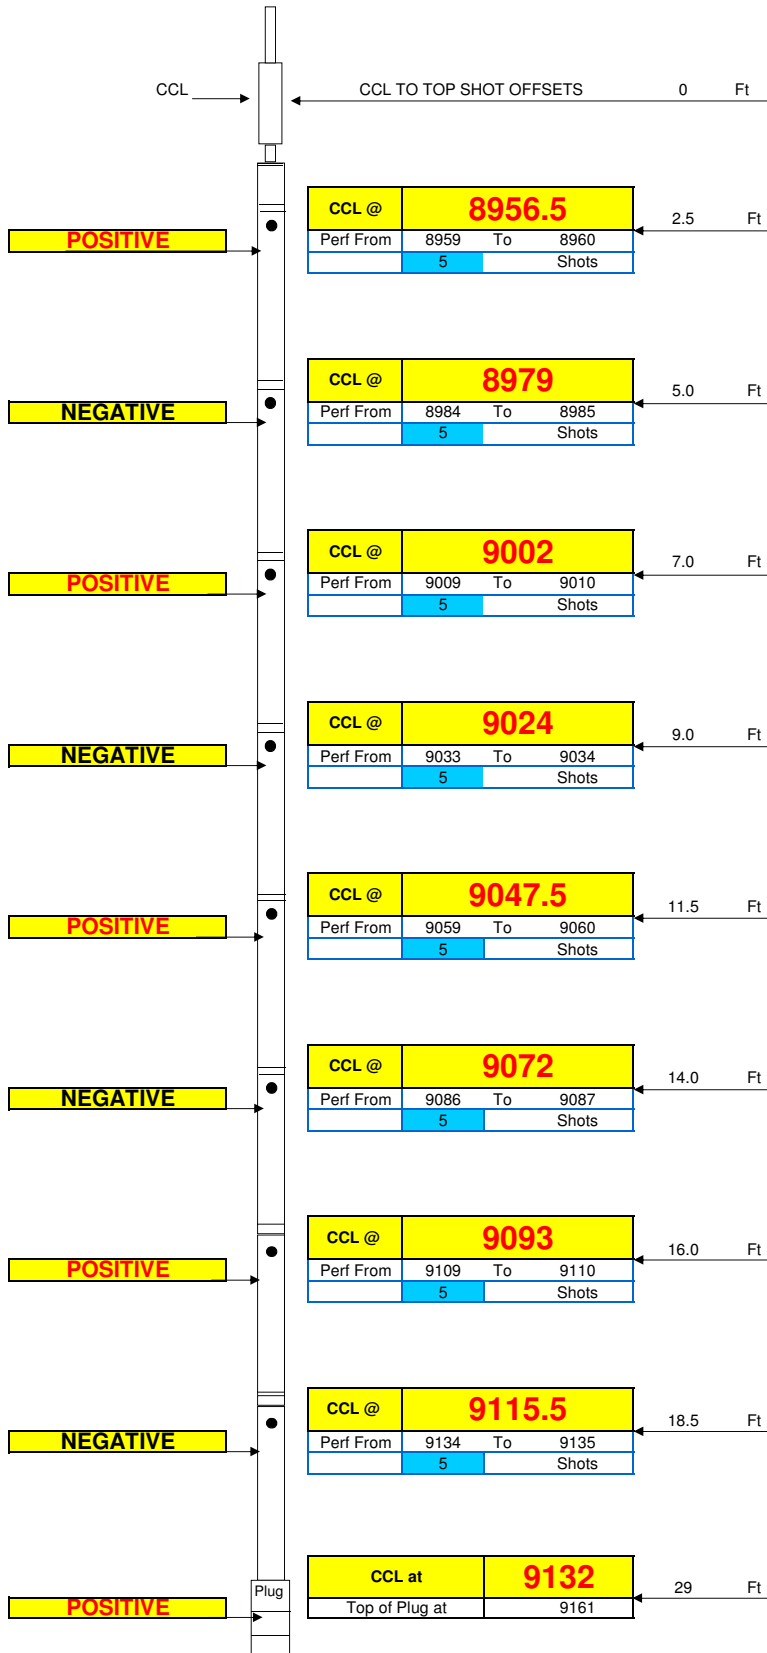 CCL CCL TO TOP SHOT OFFSETS 0 Ft
CCL @ 8956.5 2.5 Ft
POSITIVE Perf From 8959 To 8960
5 Shots
CCL @ 8979 5.0 Ft
NEGATIVE Perf From 8984 To 8985
5 Shots
CCL @ 9002 7.0 Ft
POSITIVE Perf From 9009 To 9010
5 Shots
CCL @ 9024 9.0 Ft
NEGATIVE Perf From 9033 To 9034
5 Shots
CCL @ 9047.5 11.5 Ft
POSITIVE Perf From 9059 To 9060
5 Shots
CCL @ 9072 14.0 Ft
NEGATIVE Perf From 9086 To 9087
5 Shots
CCL @ 9093 16.0 Ft
POSITIVE Perf From 9109 To 9110
5 Shots
CCL @ 9115.5 18.5 Ft
NEGATIVE Perf From 9134 To 9135
5 Shots
Plug CCL at 9132 29 Ft
POSITIVE Top of Plug at 9161